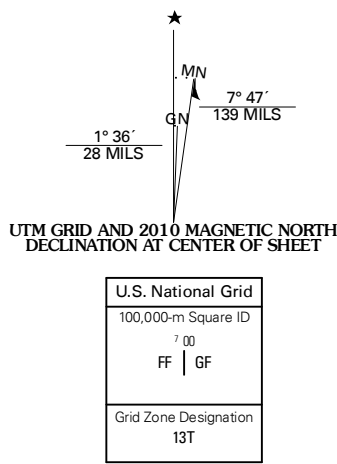 ★
MN
7° 47´
139 MILS
GN
1° 36´
28 MILS
UTM GRID AND 2010 MAGNETIC NORTH
DECLINATION AT CENTER OF SHEET
U.S. National Grid
100,000-m Square ID
7 00
FF GF
Grid Zone Designation
13T